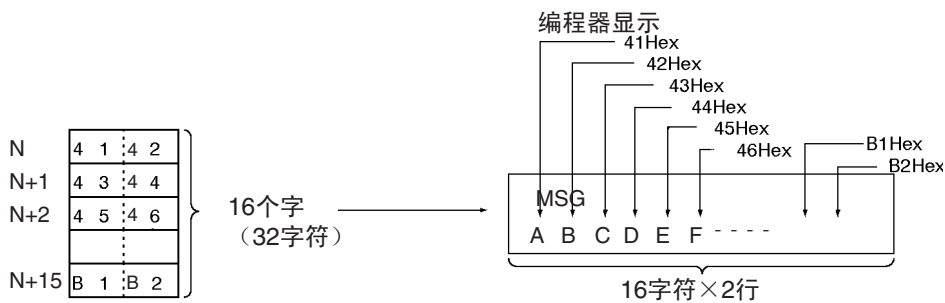 编程器显示
41Hex
42Hex
43Hex
44Hex
45Hex
46Hex
B1Hex
B2Hex
N 4 1 4 2
N+1 4 3 4 4
N+2 4 5 4 6
N+15 B 1 B 2
16个字
（32字符）
MSG
A B C D E F - - - -
16字符×2行